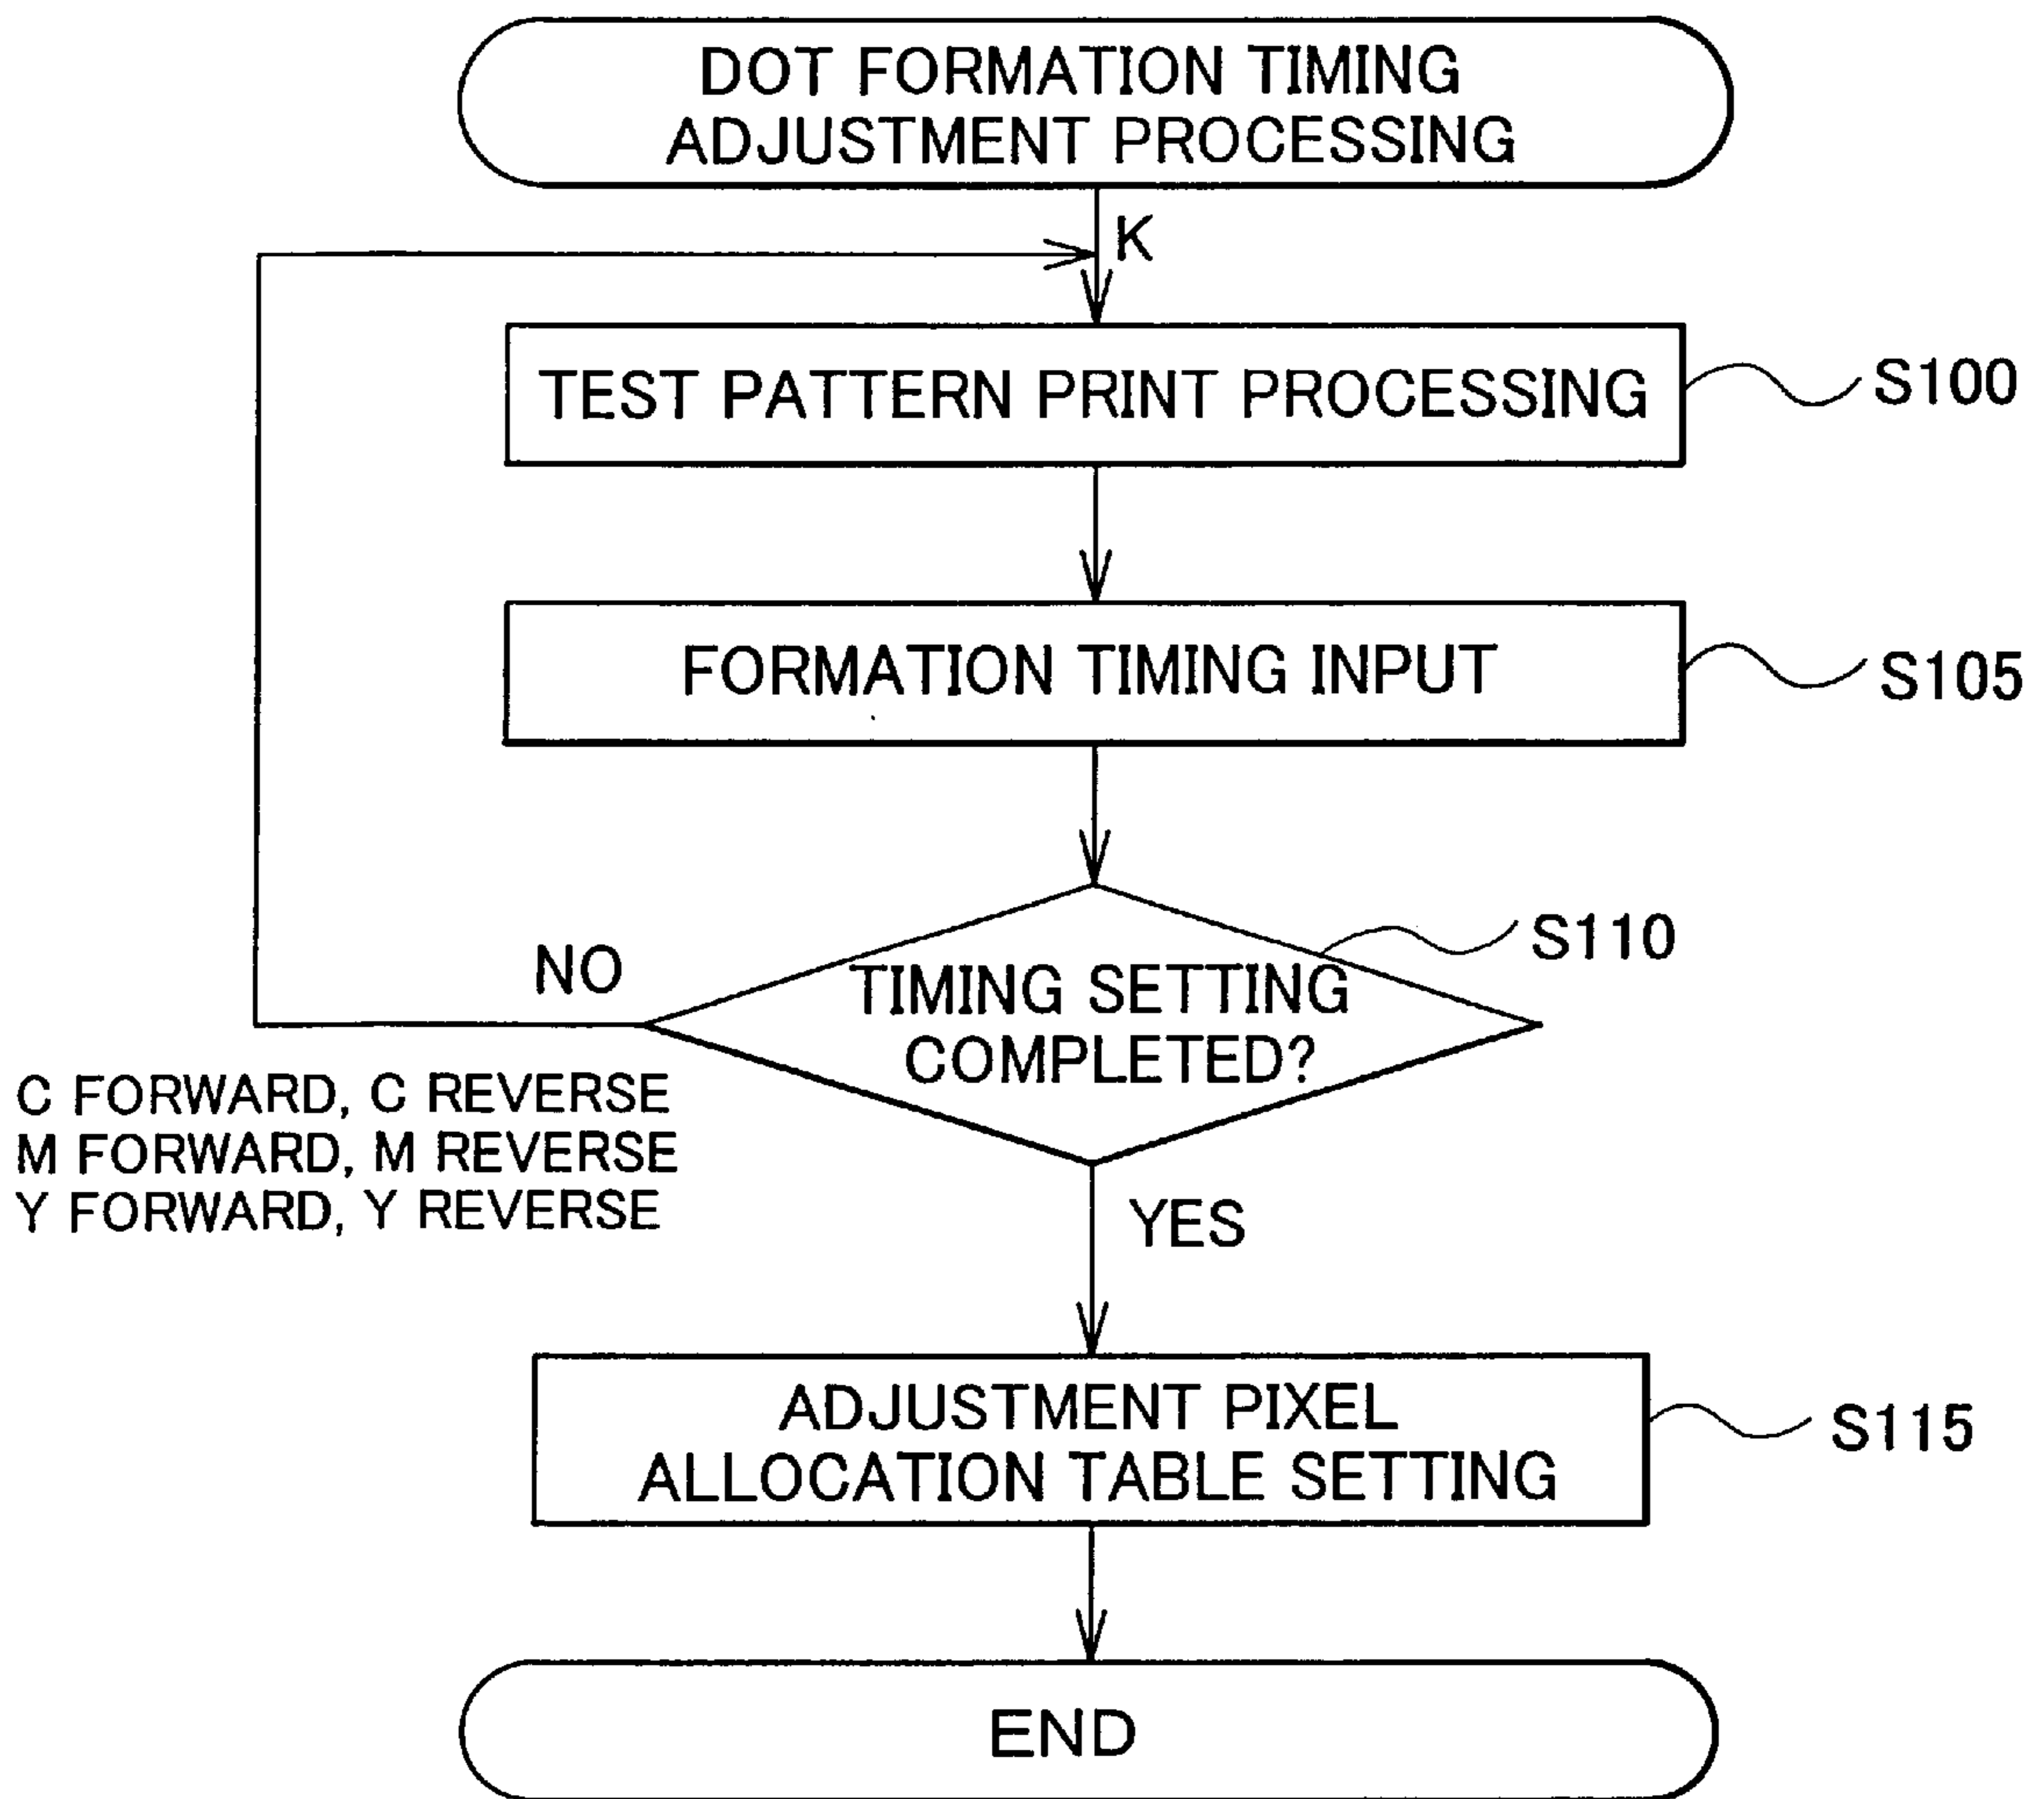 DOT FORMATION TIMING
ADJUSTMENT PROCESSING
K
TEST PATTERN PRINT PROCESSING
S100
FORMATION TIMING INPUT
S105
S110
NO
TIMING SETTING
COMPLETED?
C FORWARD, C REVERSE
M FORWARD, M REVERSE
Y FORWARD, Y REVERSE
YES
ADJUSTMENT PIXEL
ALLOCATION TABLE SETTING
S115
END